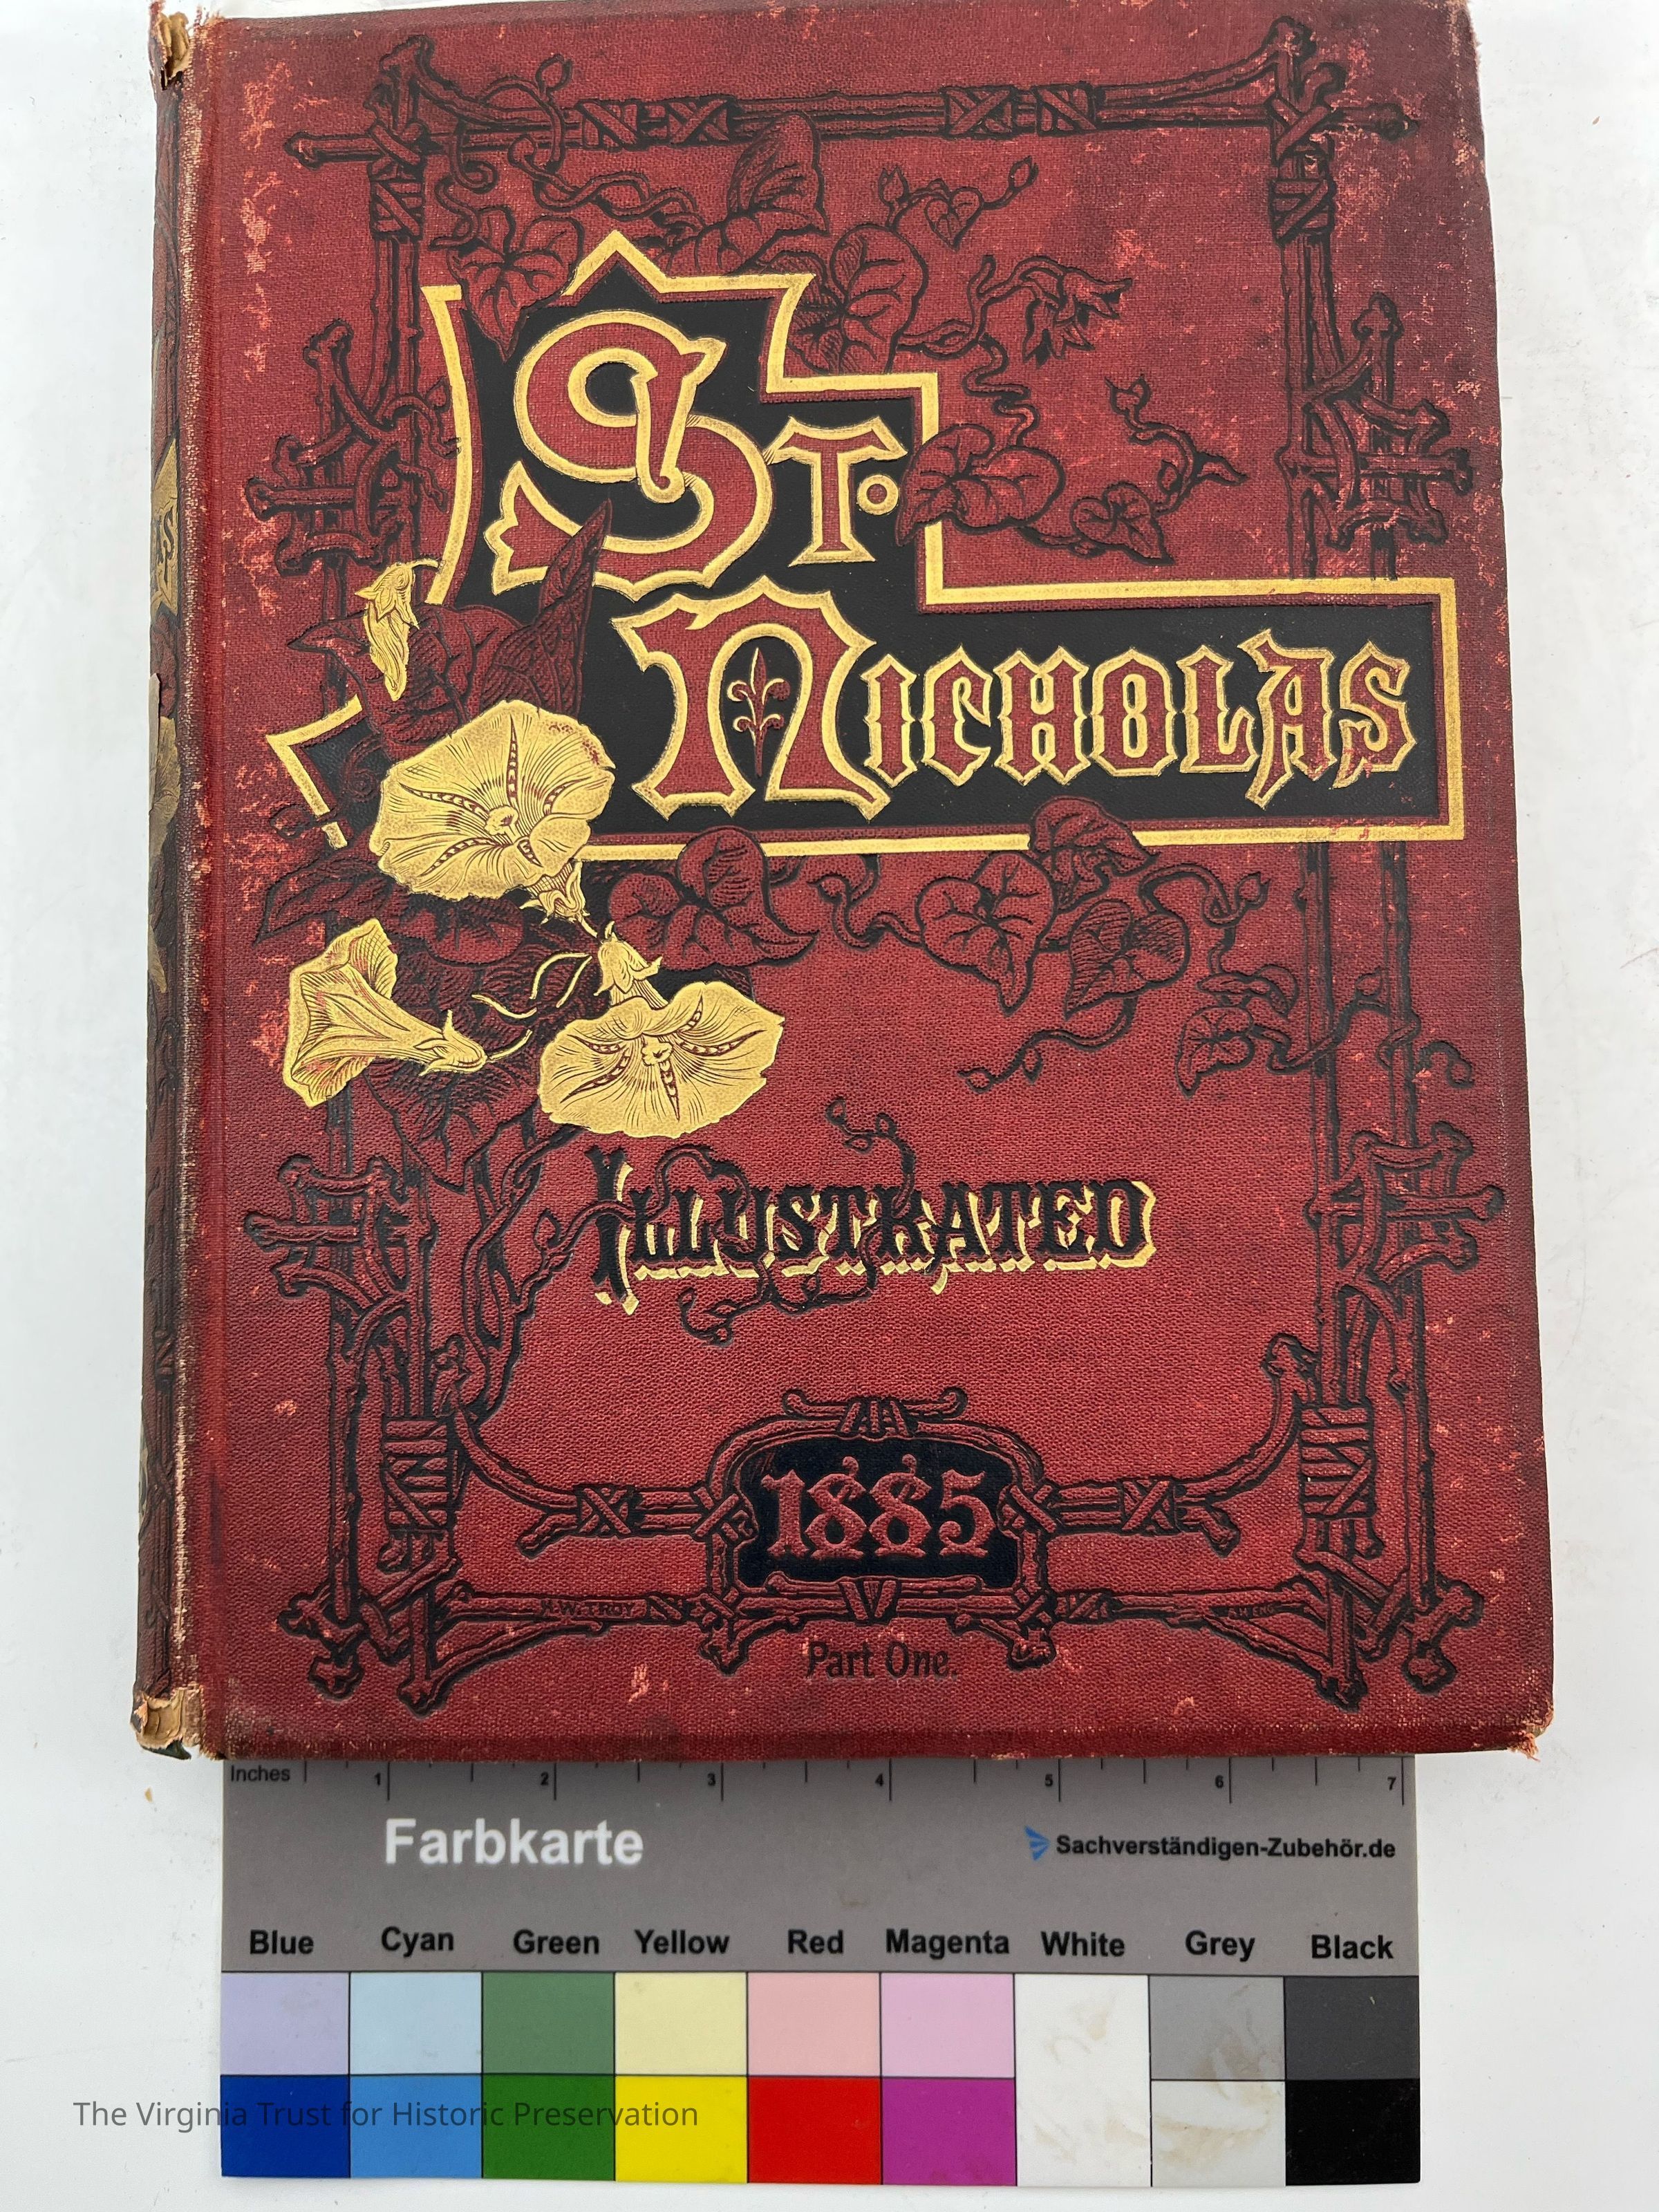 St.
Nicholas
Illustrated
1885
H.W. TROY
Part One.
Inches 1 2 3 4 5 6 7
Farbkarte
Sachverständigen-Zubehör.de
Blue Cyan Green Yellow Red Magenta White Grey Black
The Virginia Trust for Historic Preservation